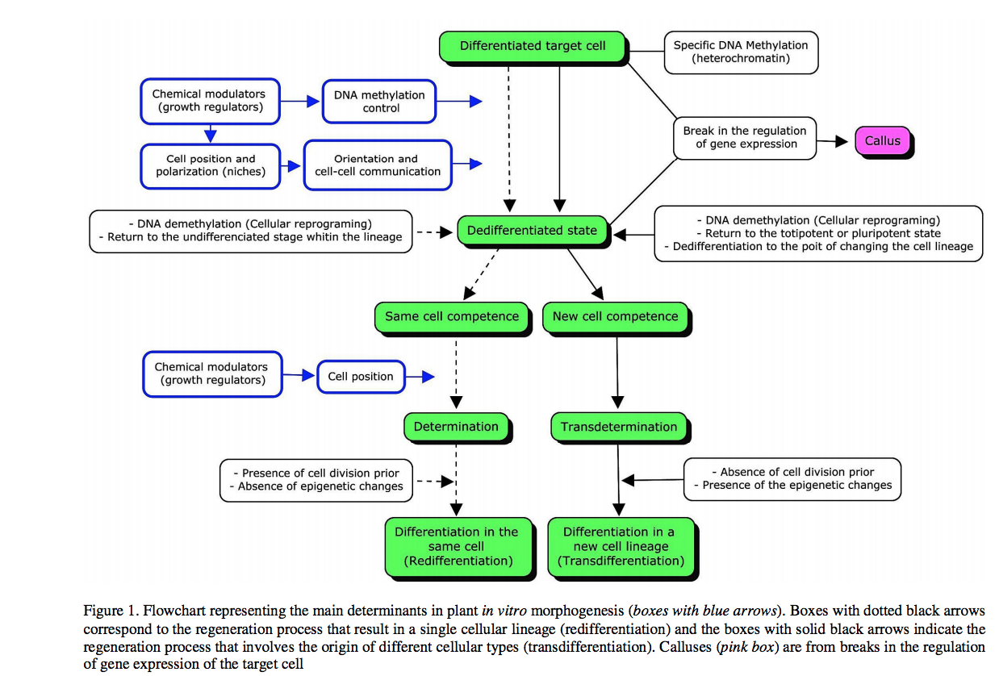 Differentiated target cell
Specific DNA Methylation
(heterochromatin)
Chemical modulators
(growth regulators)
DNA methylation
control
Break in the regulation
of gene expression
Callus
Cell position and
polarization (niches)
Orientation and
cell-cell communication
- DNA demethylation (Cellular reprograming)
- Return to the undifferenciated stage whitin the lineage
Dedifferentiated state
- DNA demethylation (Cellular reprograming)
- Return to the totipotent or pluripotent state
- Dedifferentiation to the poit of changing the cell lineage
Same cell competence
New cell competence
Chemical modulators
(growth regulators)
Cell position
Determination
Transdetermination
- Presence of cell division prior
- Absence of epigenetic changes
- Absence of cell division prior
- Presence of the epigenetic changes
Differentiation in the
same cell
(Redifferentiation)
Differentiation in a
new cell lineage
(Transdifferentiation)
Figure 1. Flowchart representing the main determinants in plant in vitro morphogenesis (boxes with blue arrows). Boxes with dotted black arrows
correspond to the regeneration process that result in a single cellular lineage (redifferentiation) and the boxes with solid black arrows indicate the
regeneration process that involves the origin of different cellular types (transdifferentiation). Calluses (pink box) are from breaks in the regulation
of gene expression of the target cell